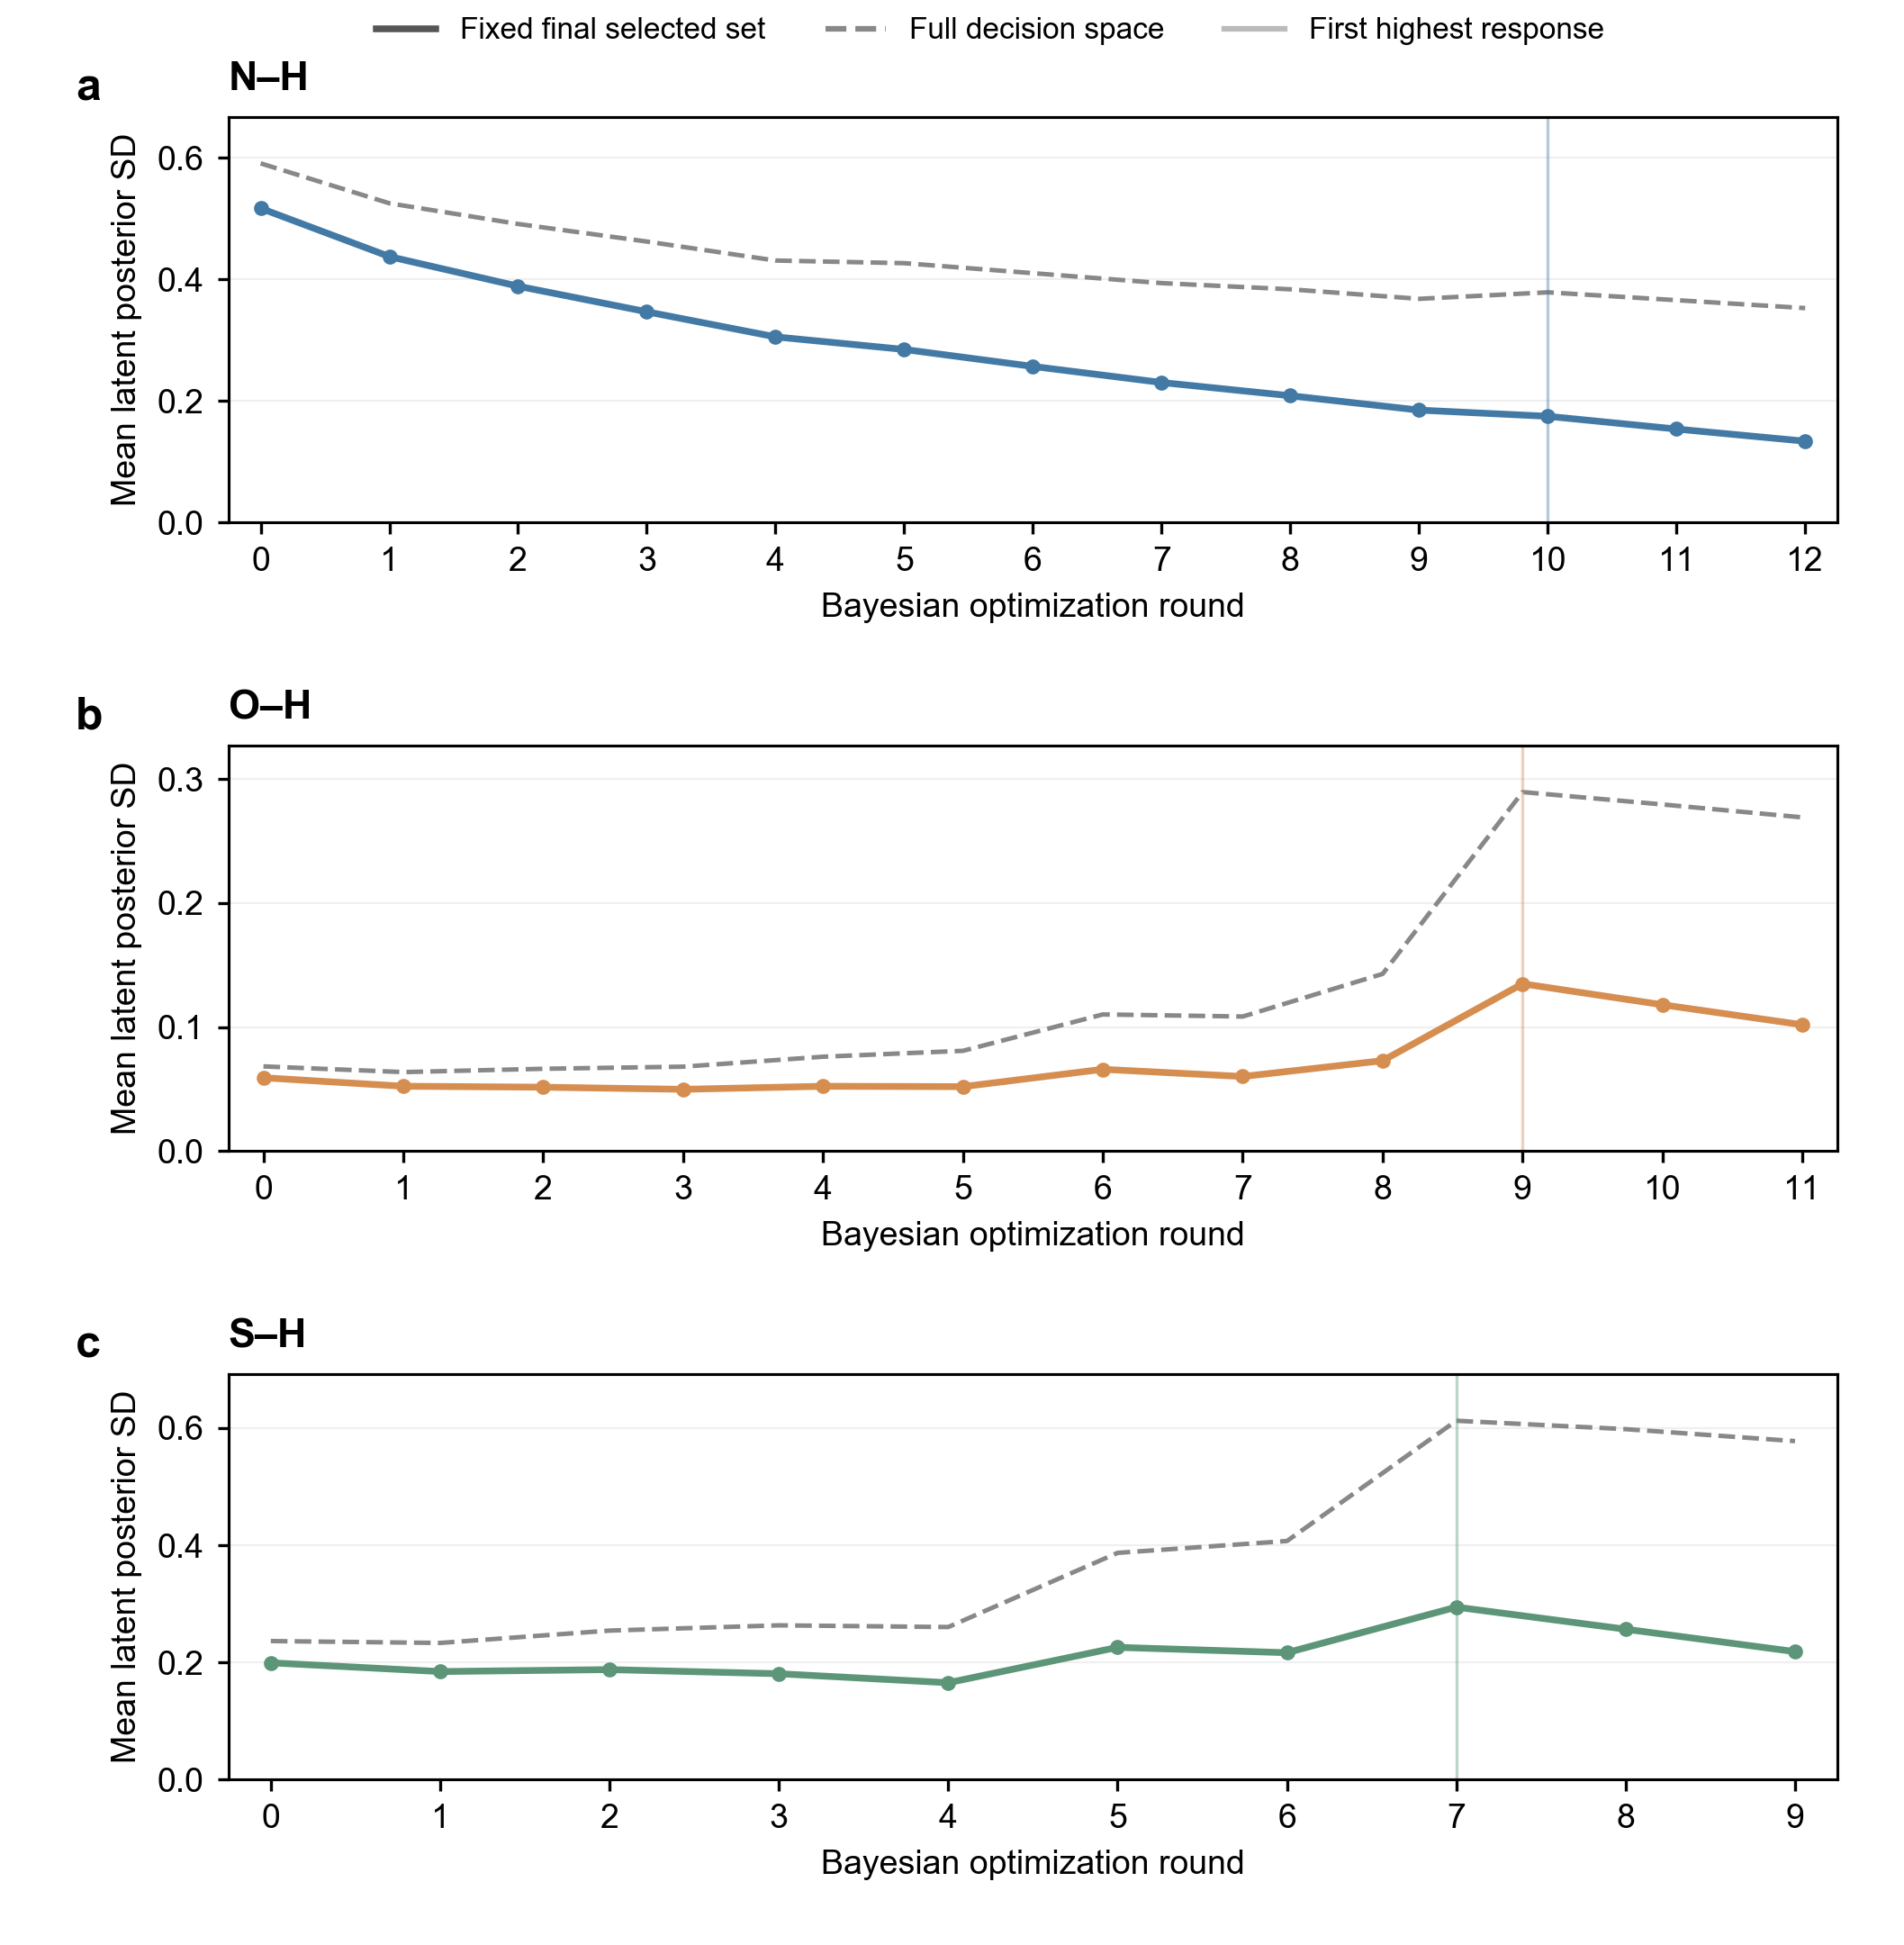 Fixed final selected set Full decision space First highest response
a N–H
Mean latent posterior SD
0.6
0.4
0.2
0.0
0 1 2 3 4 5 6 7 8 9 10 11 12
Bayesian optimization round
b O–H
Mean latent posterior SD
0.3
0.2
0.1
0.0
0 1 2 3 4 5 6 7 8 9 10 11
Bayesian optimization round
c S–H
Mean latent posterior SD
0.6
0.4
0.2
0.0
0 1 2 3 4 5 6 7 8 9
Bayesian optimization round